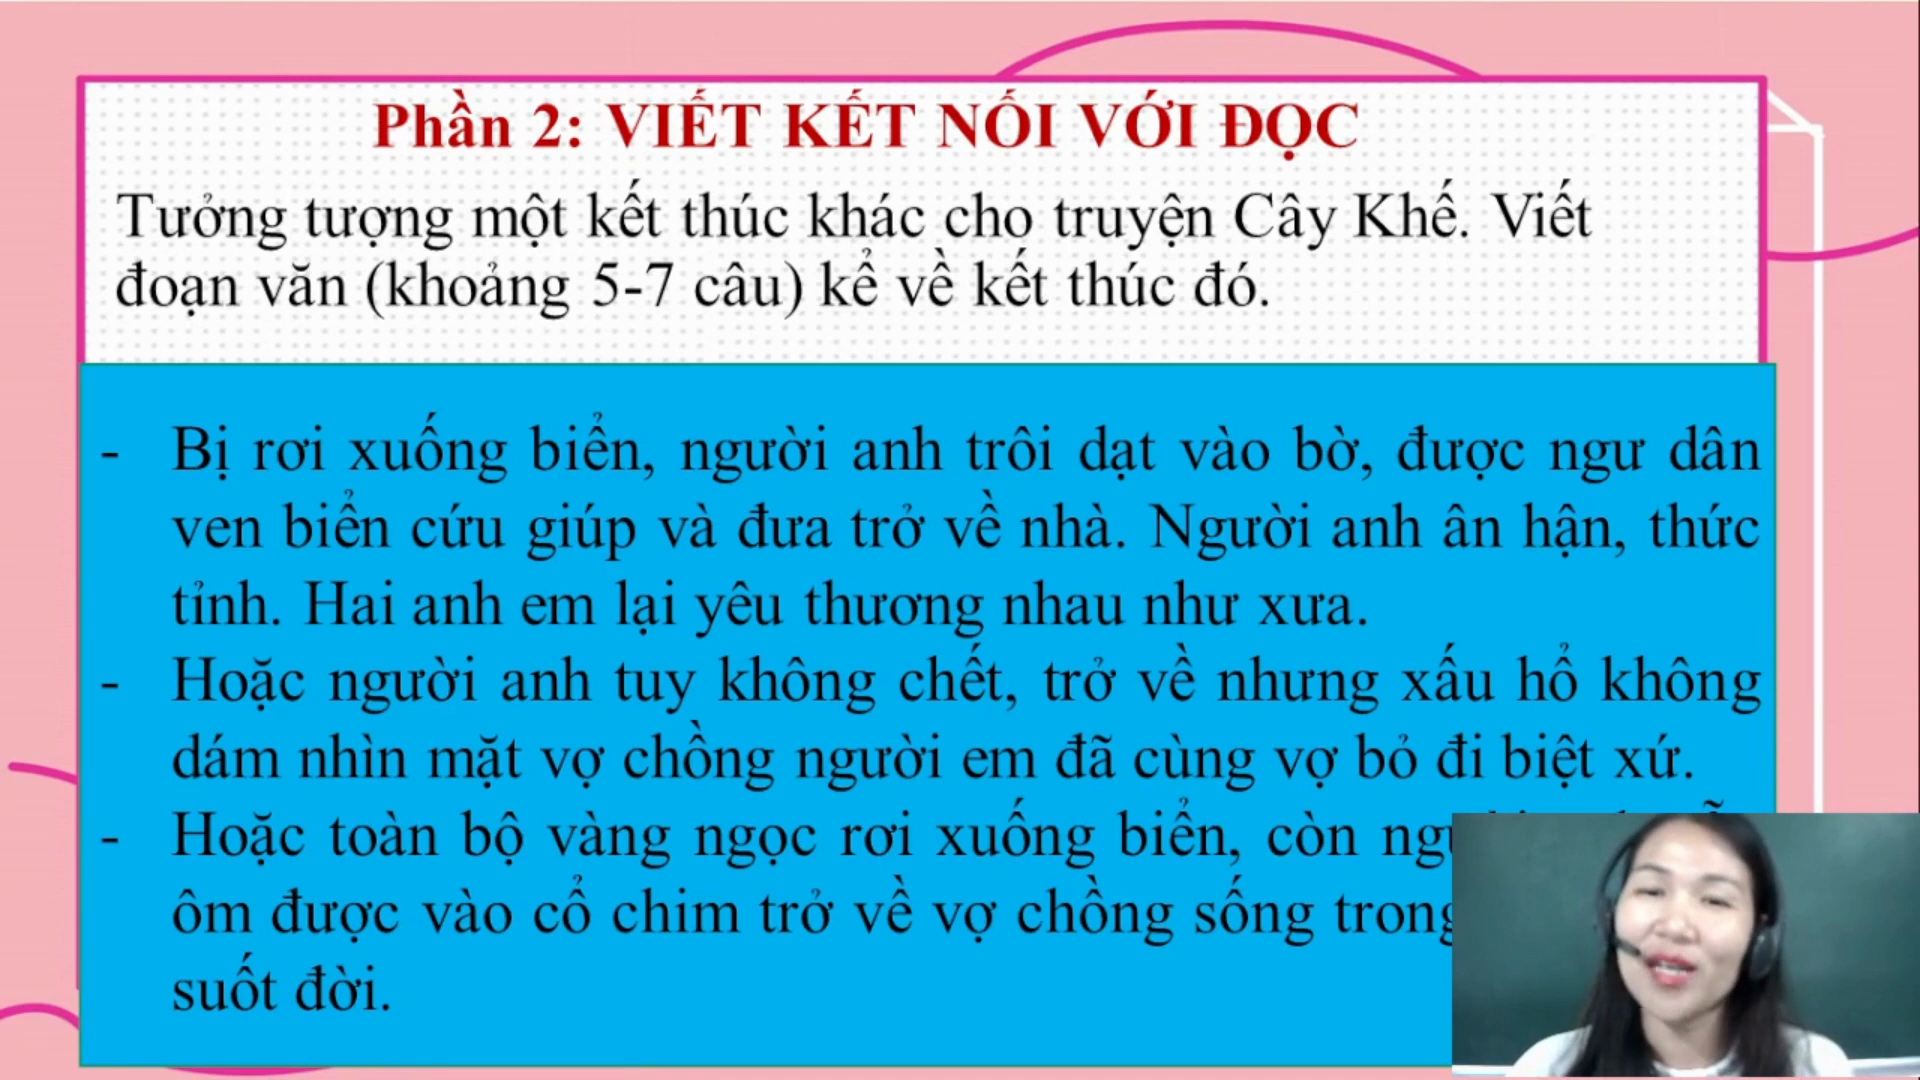 Phần 2: VIẾT KẾT NỐI VỚI ĐỌC
Tưởng tượng một kết thúc khác cho truyện Cây Khế. Viết
đoạn văn (khoảng 5-7 câu) kể về kết thúc đó.
- Bị rơi xuống biển, người anh trôi dạt vào bờ, được ngư dân
ven biển cứu giúp và đưa trở về nhà. Người anh ân hận, thức
tỉnh. Hai anh em lại yêu thương nhau như xưa.
- Hoặc người anh tuy không chết, trở về nhưng xấu hổ không
dám nhìn mặt vợ chồng người em đã cùng vợ bỏ đi biệt xứ.
- Hoặc toàn bộ vàng ngọc rơi xuống biển, còn
ôm được vào cổ chim trở về vợ chồng sống trong
suốt đời.